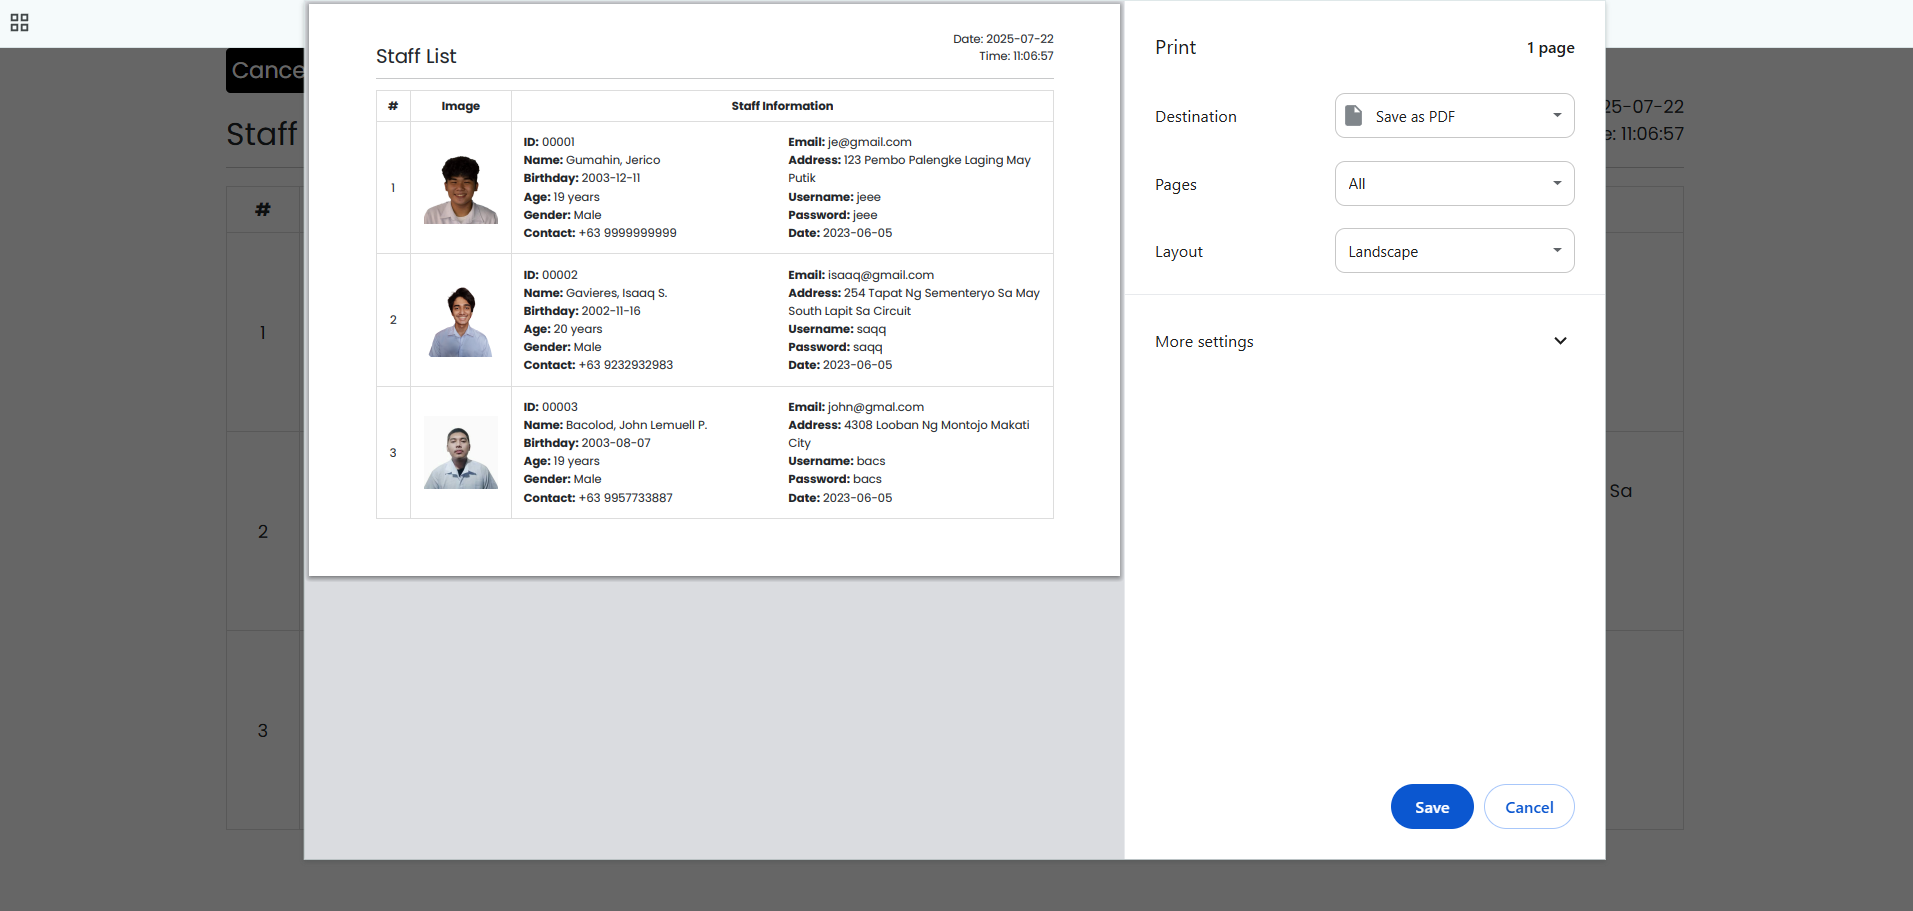 Cance
Staff
25-07-22
e: 11:06:57
#
1
2
Sa
3
Staff List
Date: 2025-07-22
Time: 11:06:57
# Image Staff Information
1
ID: 00001
Name: Gumahin, Jerico
Birthday: 2003-12-11
Age: 19 years
Gender: Male
Contact: +63 9999999999
Email: je@gmail.com
Address: 123 Pembo Palengke Laging May
Putik
Username: jeee
Password: jeee
Date: 2023-06-05
2
ID: 00002
Name: Gavieres, Isaaq S.
Birthday: 2002-11-16
Age: 20 years
Gender: Male
Contact: +63 9232932983
Email: isaaq@gmail.com
Address: 254 Tapat Ng Sementeryo Sa May
South Lapit Sa Circuit
Username: saqq
Password: saqq
Date: 2023-06-05
3
ID: 00003
Name: Bacolod, John Lemuell P.
Birthday: 2003-08-07
Age: 19 years
Gender: Male
Contact: +63 9957733887
Email: john@gmal.com
Address: 4308 Looban Ng Montojo Makati
City
Username: bacs
Password: bacs
Date: 2023-06-05
Print 1 page
Destination Save as PDF
Pages All
Layout Landscape
More settings
Save Cancel